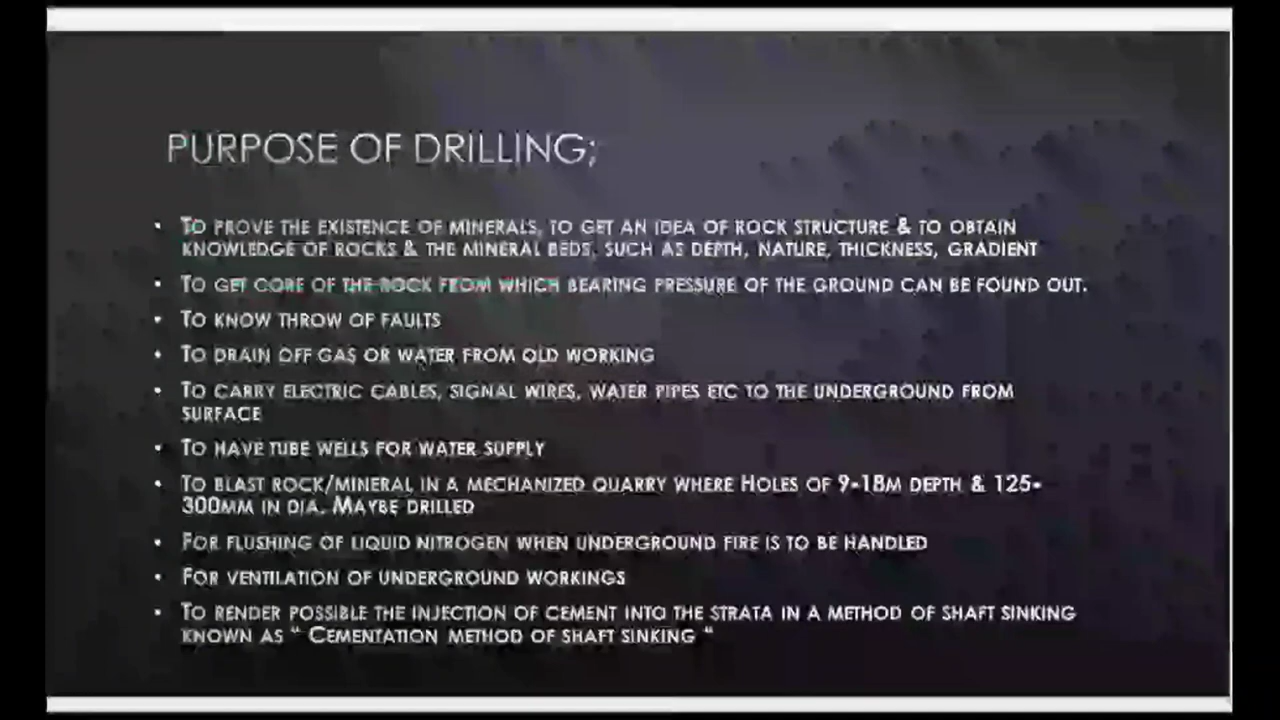 PURPOSE OF DRILLING;
• TO PROVE THE EXISTENCE OF MINERALS, TO GET AN IDEA OF ROCK STRUCTURE & TO OBTAIN
KNOWLEDGE OF ROCKS & THE MINERAL BEDS. SUCH AS DEPTH, NATURE, THICKNESS, GRADIENT
• TO GET CORE OF THE ROCK FROM WHICH BEARING PRESSURE OF THE GROUND CAN BE FOUND OUT.
• TO KNOW THROW OF FAULTS
• TO DRAIN OFF GAS OR WATER FROM OLD WORKING
• TO CARRY ELECTRIC CABLES, SIGNAL WIRES, WATER PIPES ETC TO THE UNDERGROUND FROM
SURFACE
• TO HAVE TUBE WELLS FOR WATER SUPPLY
• TO BLAST ROCK/MINERAL IN A MECHANIZED QUARRY WHERE HOLES OF 9-18M DEPTH & 125-
300MM IN DIA. MAYBE DRILLED
• FOR FLUSHING OF LIQUID NITROGEN WHEN UNDERGROUND FIRE IS TO BE HANDLED
• FOR VENTILATION OF UNDERGROUND WORKINGS
• TO RENDER POSSIBLE THE INJECTION OF CEMENT INTO THE STRATA IN A METHOD OF SHAFT SINKING
KNOWN AS " CEMENTATION METHOD OF SHAFT SINKING "